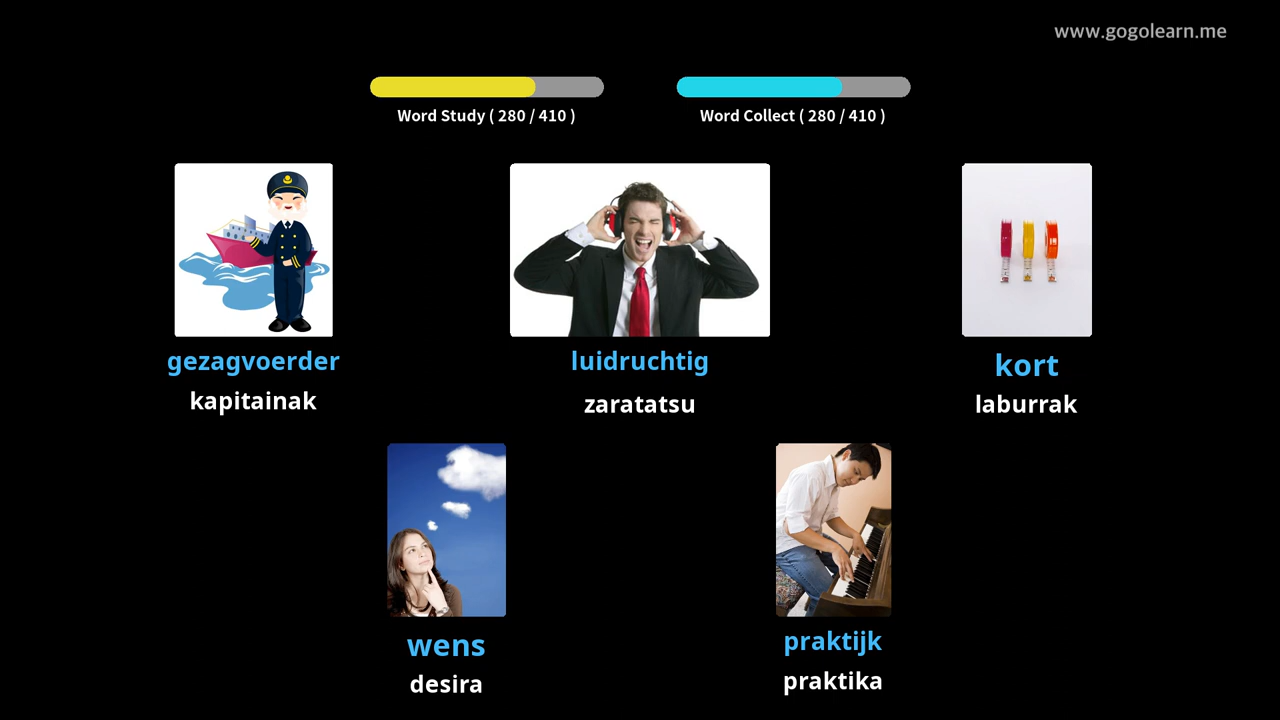 www.gogolearn.me
Word Study ( 280 / 410 )
Word Collect ( 280 / 410 )
gezagvoerder
kapitainak
luidruchtig
zaratatsu
kort
laburrak
wens
desira
praktijk
praktika